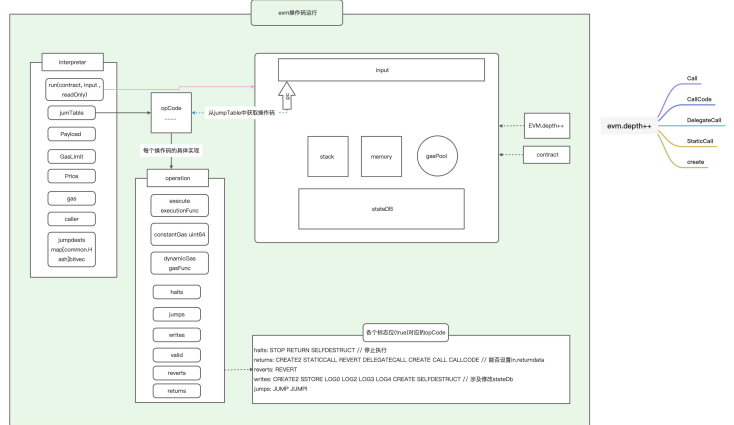 evm操作码运行
interpreter
run(contract, input ,
readOnly)
jumTable
Payload
GasLimit
Price
gas
caller
jumpdests
map[common.H
ash]bitvec
opCode
.......
从jumpTable中获取操作码
每个操作码的具体实现
operation
execute
executionFunc
constantGas uint64
dynamicGas
gasFunc
halts
jumps
writes
valid
reverts
returns
input
pc
stack
memory
gasPool
stateDB
EVM.depth++
contract
各个标志位(true)对应的opCode
halts: STOP RETURN SELFDESTRUCT // 停止执行
returns: CREATE2 STATICCALL REVERT DELEGATECALL CREATE CALL CALLCODE // 能否设置in.returndata
reverts: REVERT
writes: CREATE2 SSTORE LOG0 LOG2 LOG3 LOG4 CREATE SELFDESTRUCT // 涉及修改stateDb
jumps: JUMP JUMPI
evm.depth++
Call
CallCode
DelegateCall
StaticCall
create